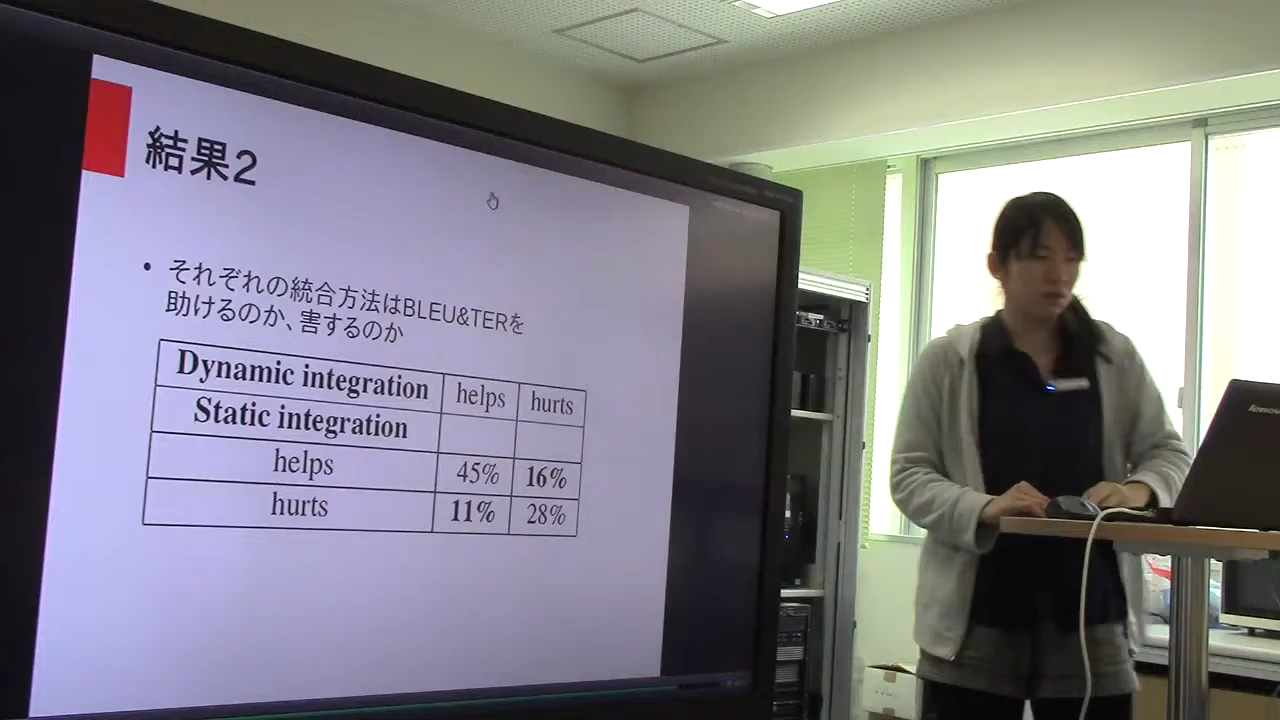 結果2
• それぞれの統合方法はBLEU&TERを
助けるのか、害するのか
Dynamic integration helps hurts
Static integration
helps 45% 16%
hurts 11% 28%
lenovo